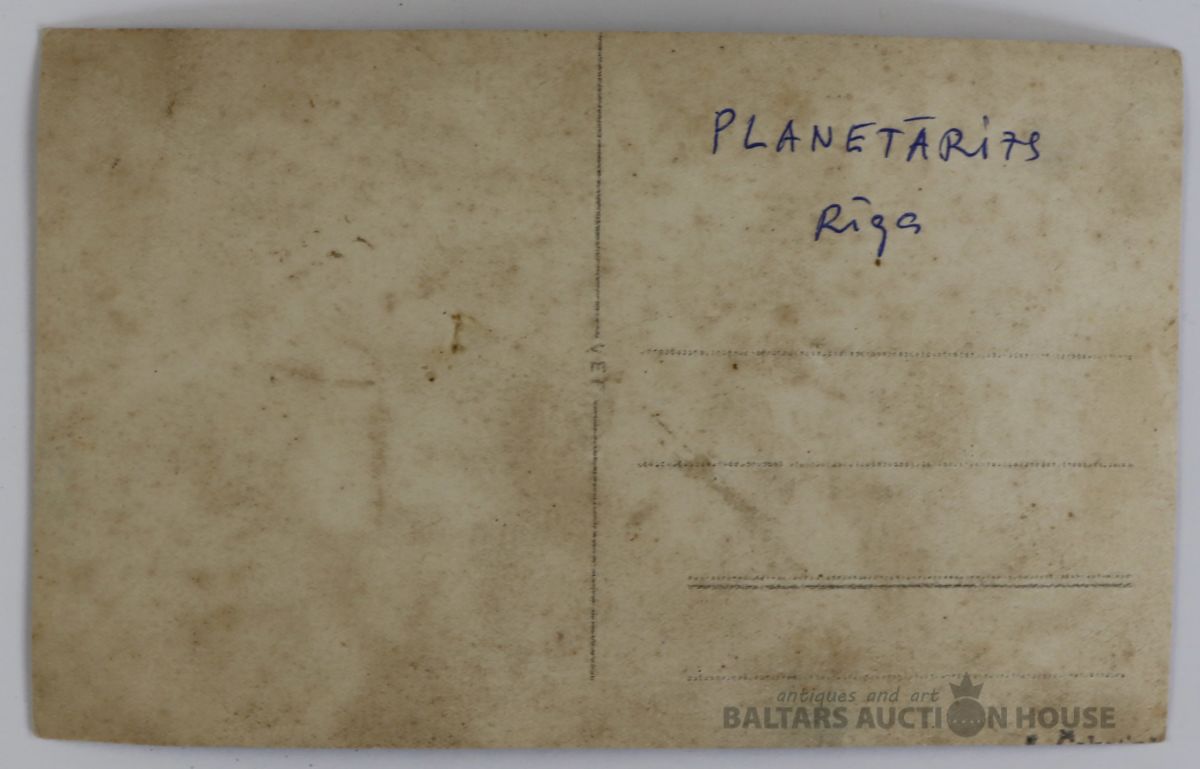 PLANETĀRIJS
Rīga
antiques and art
BALTARS AUCTION HOUSE